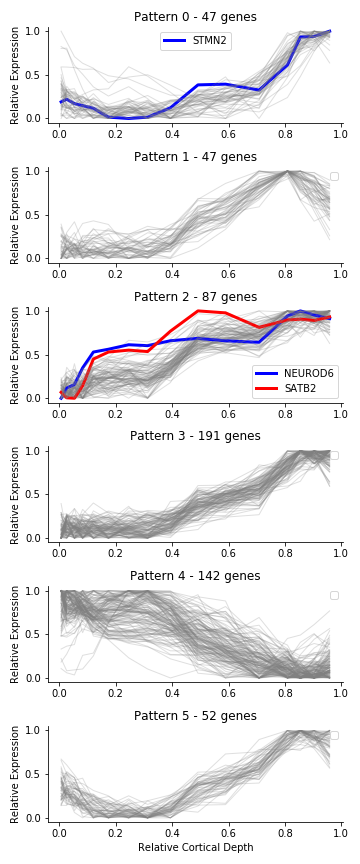 Pattern 0 - 47 genes
1.0
0.5
0.0
Relative Expression
STMN2
0.0 0.2 0.4 0.6 0.8 1.0
Pattern 1 - 47 genes
1.0
0.5
0.0
Relative Expression
0.0 0.2 0.4 0.6 0.8 1.0
Pattern 2 - 87 genes
1.0
0.5
0.0
Relative Expression
NEUROD6
SATB2
0.0 0.2 0.4 0.6 0.8 1.0
Pattern 3 - 191 genes
1.0
0.5
0.0
Relative Expression
0.0 0.2 0.4 0.6 0.8 1.0
Pattern 4 - 142 genes
1.0
0.5
0.0
Relative Expression
0.0 0.2 0.4 0.6 0.8 1.0
Pattern 5 - 52 genes
1.0
0.5
0.0
Relative Expression
0.0 0.2 0.4 0.6 0.8 1.0
Relative Cortical Depth